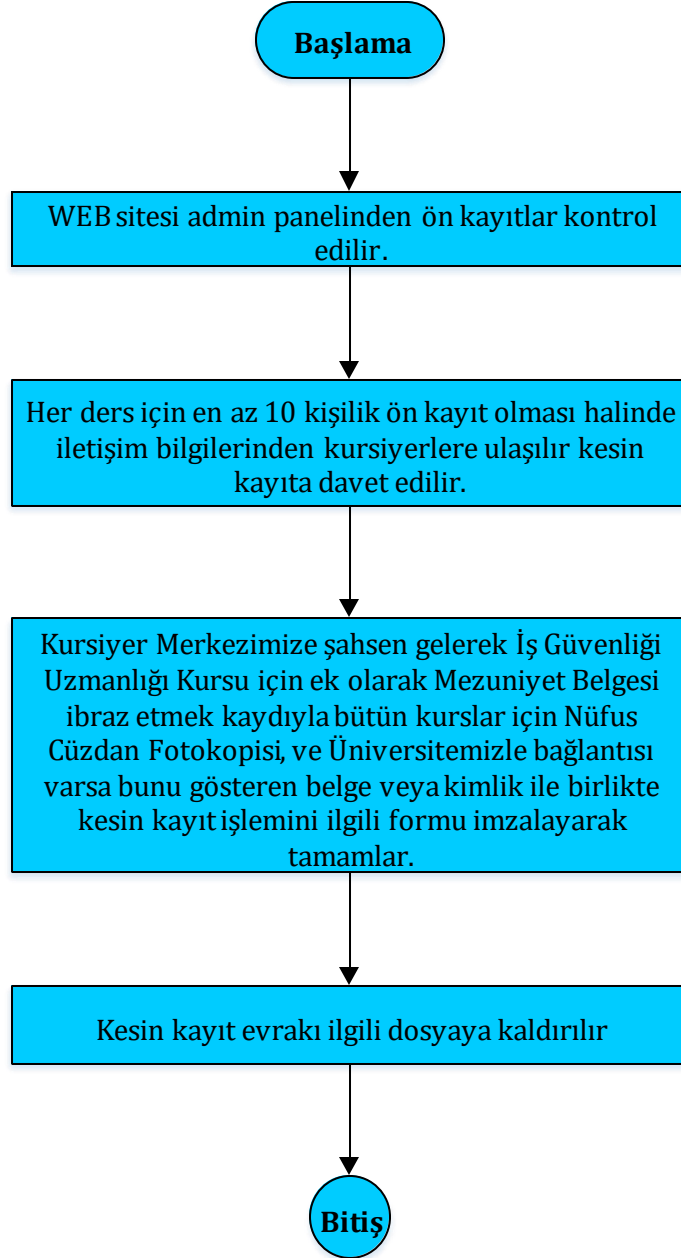 Başlama
WEB sitesi admin panelinden ön kayıtlar kontrol
edilir.
Her ders için en az 10 kişilik ön kayıt olması halinde
iletişim bilgilerinden kursiyerlere ulaşılır kesin
kayıta davet edilir.
Kursiyer Merkezimize şahsen gelerek İş Güvenliği
Uzmanlığı Kursu için ek olarak Mezuniyet Belgesi
ibraz etmek kaydıyla bütün kurslar için Nüfus
Cüzdan Fotokopisi, ve Üniversitemizle bağlantısı
varsa bunu gösteren belge veya kimlik ile birlikte
kesin kayıt işlemini ilgili formu imzalayarak
tamamlar.
Kesin kayıt evrakı ilgili dosyaya kaldırılır
Bitiş